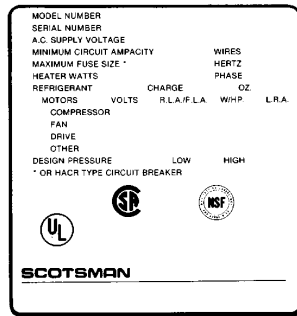 MODEL NUMBER
SERIAL NUMBER
A.C. SUPPLY VOLTAGE
MINIMUM CIRCUIT AMPACITY WIRES
MAXIMUM FUSE SIZE * HERTZ
HEATER WATTS PHASE
REFRIGERANT CHARGE OZ.
MOTORS VOLTS R.L.A./F.L.A. W/HP. L.R.A.
COMPRESSOR
FAN
DRIVE
OTHER
DESIGN PRESSURE LOW HIGH
* OR HACR TYPE CIRCUIT BREAKER
UL SA NSF
SCOTSMAN